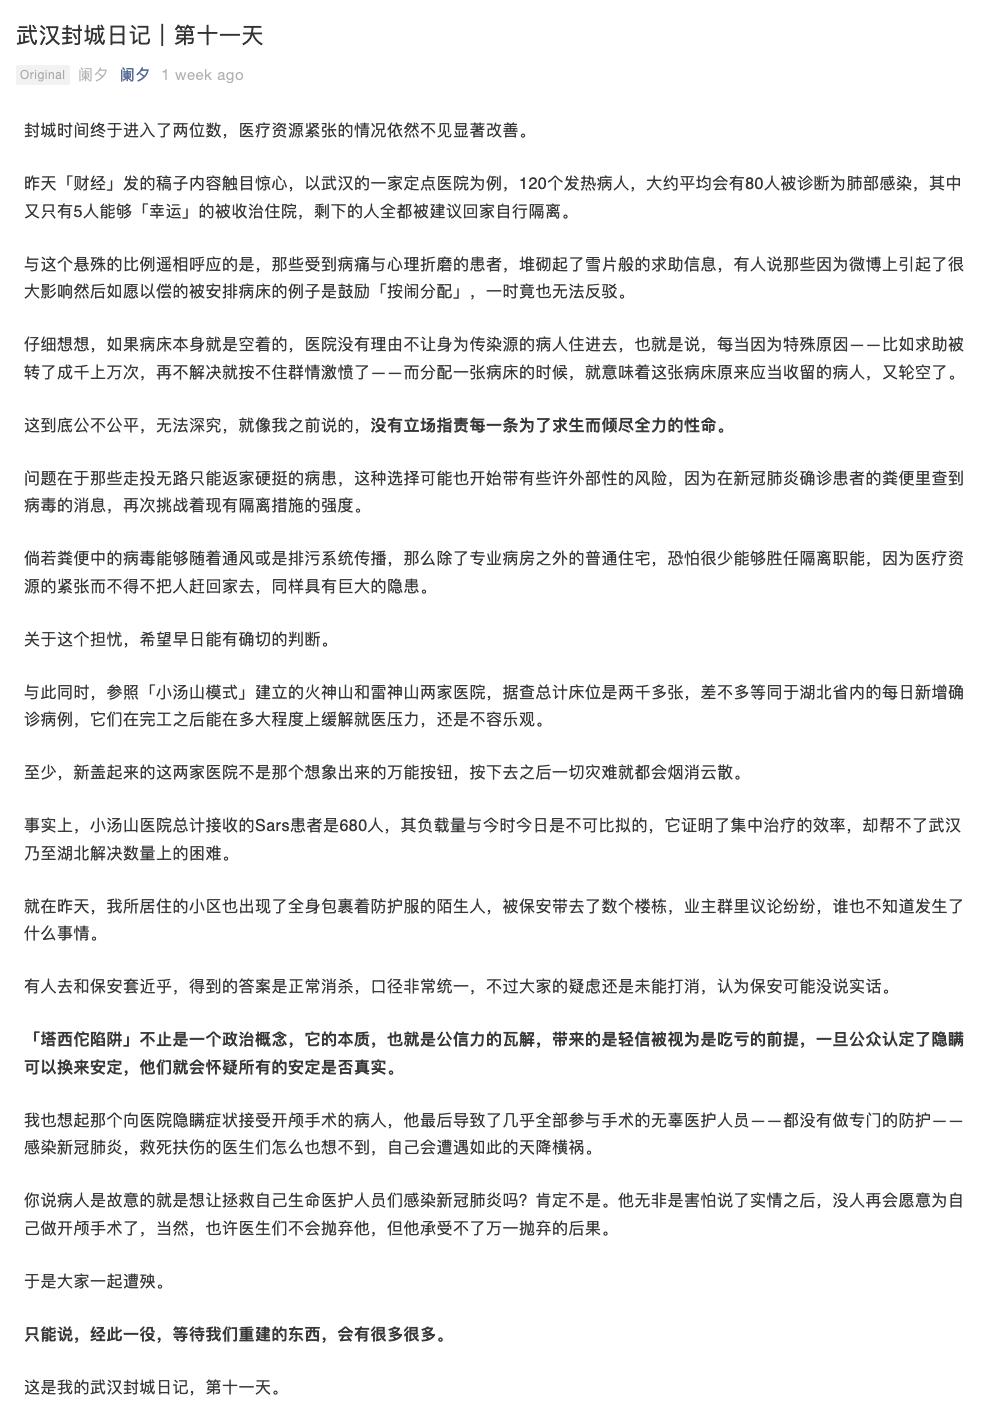 武汉封城日记 | 第十一天
Original 阑夕 阑夕 1 week ago
封城时间终于进入了两位数，医疗资源紧张的情况依然不见显著改善。
昨天「财经」发的稿子内容触目惊心，以武汉的一家定点医院为例，120个发热病人，大约平均会有80人被诊断为肺部感染，其中
又只有5人能够「幸运」的被收治住院，剩下的人全都被建议回家自行隔离。
与这个悬殊的比例遥相呼应的是，那些受到病痛与心理折磨的患者，堆砌起了雪片般的求助信息，有人说那些因为微博上引起了很
大影响然后如愿以偿的被安排病床的例子是鼓励「按闹分配」，一时竟也无法反驳。
仔细想想，如果病床本身就是空着的，医院没有理由不让身为传染源的病人住进去，也就是说，每当因为特殊原因——比如求助被
转了成千上万次，再不解决就按不住群情激愤了——而分配一张病床的时候，就意味着这张病床原来应当收留的病人，又轮空了。
这到底公不公平，无法深究，就像我之前说的，没有立场指责每一条为了求生而倾尽全力的性命。
问题在于那些走投无路只能返家硬挺的病患，这种选择可能也开始带有些许外部性的风险，因为在新冠肺炎确诊患者的粪便里查到
病毒的消息，再次挑战着现有隔离措施的强度。
倘若粪便中的病毒能够随着通风或是排污系统传播，那么除了专业病房之外的普通住宅，恐怕很少能够胜任隔离职能，因为医疗资
源的紧张而不得不把人赶回家去，同样具有巨大的隐患。
关于这个担忧，希望早日能有确切的判断。
与此同时，参照「小汤山模式」建立的火神山和雷神山两家医院，据查总计床位是两千多张，差不多等同于湖北省内的每日新增确
诊病例，它们在完工之后能在多大程度上缓解就医压力，还是不容乐观。
至少，新盖起来的这两家医院不是那个想象出来的万能按钮，按下去之后一切灾难就都会烟消云散。
事实上，小汤山医院总计接收的Sars患者是680人，其负载量与今时今日是不可比拟的，它证明了集中治疗的效率，却帮不了武汉
乃至湖北解决数量上的困难。
就在昨天，我所居住的小区也出现了全身包裹着防护服的陌生人，被保安带去了数个楼栋，业主群里议论纷纷，谁也不知道发生了
什么事情。
有人去和保安套近乎，得到的答案是正常消杀，口径非常统一，不过大家的疑虑还是未能打消，认为保安可能没说实话。
「塔西佗陷阱」不止是一个政治概念，它的本质，也就是公信力的瓦解，带来的是轻信被视为是吃亏的前提，一旦公众认定了隐瞒
可以换来安定，他们就会怀疑所有的安定是否真实。
我也想起那个向医院隐瞒症状接受开颅手术的病人，他最后导致了几乎全部参与手术的无辜医护人员——都没有做专门的防护——
感染新冠肺炎，救死扶伤的医生们怎么也想不到，自己会遭遇如此的天降横祸。
你说病人是故意的就是想让拯救自己生命医护人员们感染新冠肺炎吗？肯定不是。他无非是害怕说了实情之后，没人再会愿意为自
己做开颅手术了，当然，也许医生们不会抛弃他，但他承受不了万一抛弃的后果。
于是大家一起遭殃。
只能说，经此一役，等待我们重建的东西，会有很多很多。
这是我的武汉封城日记，第十一天。